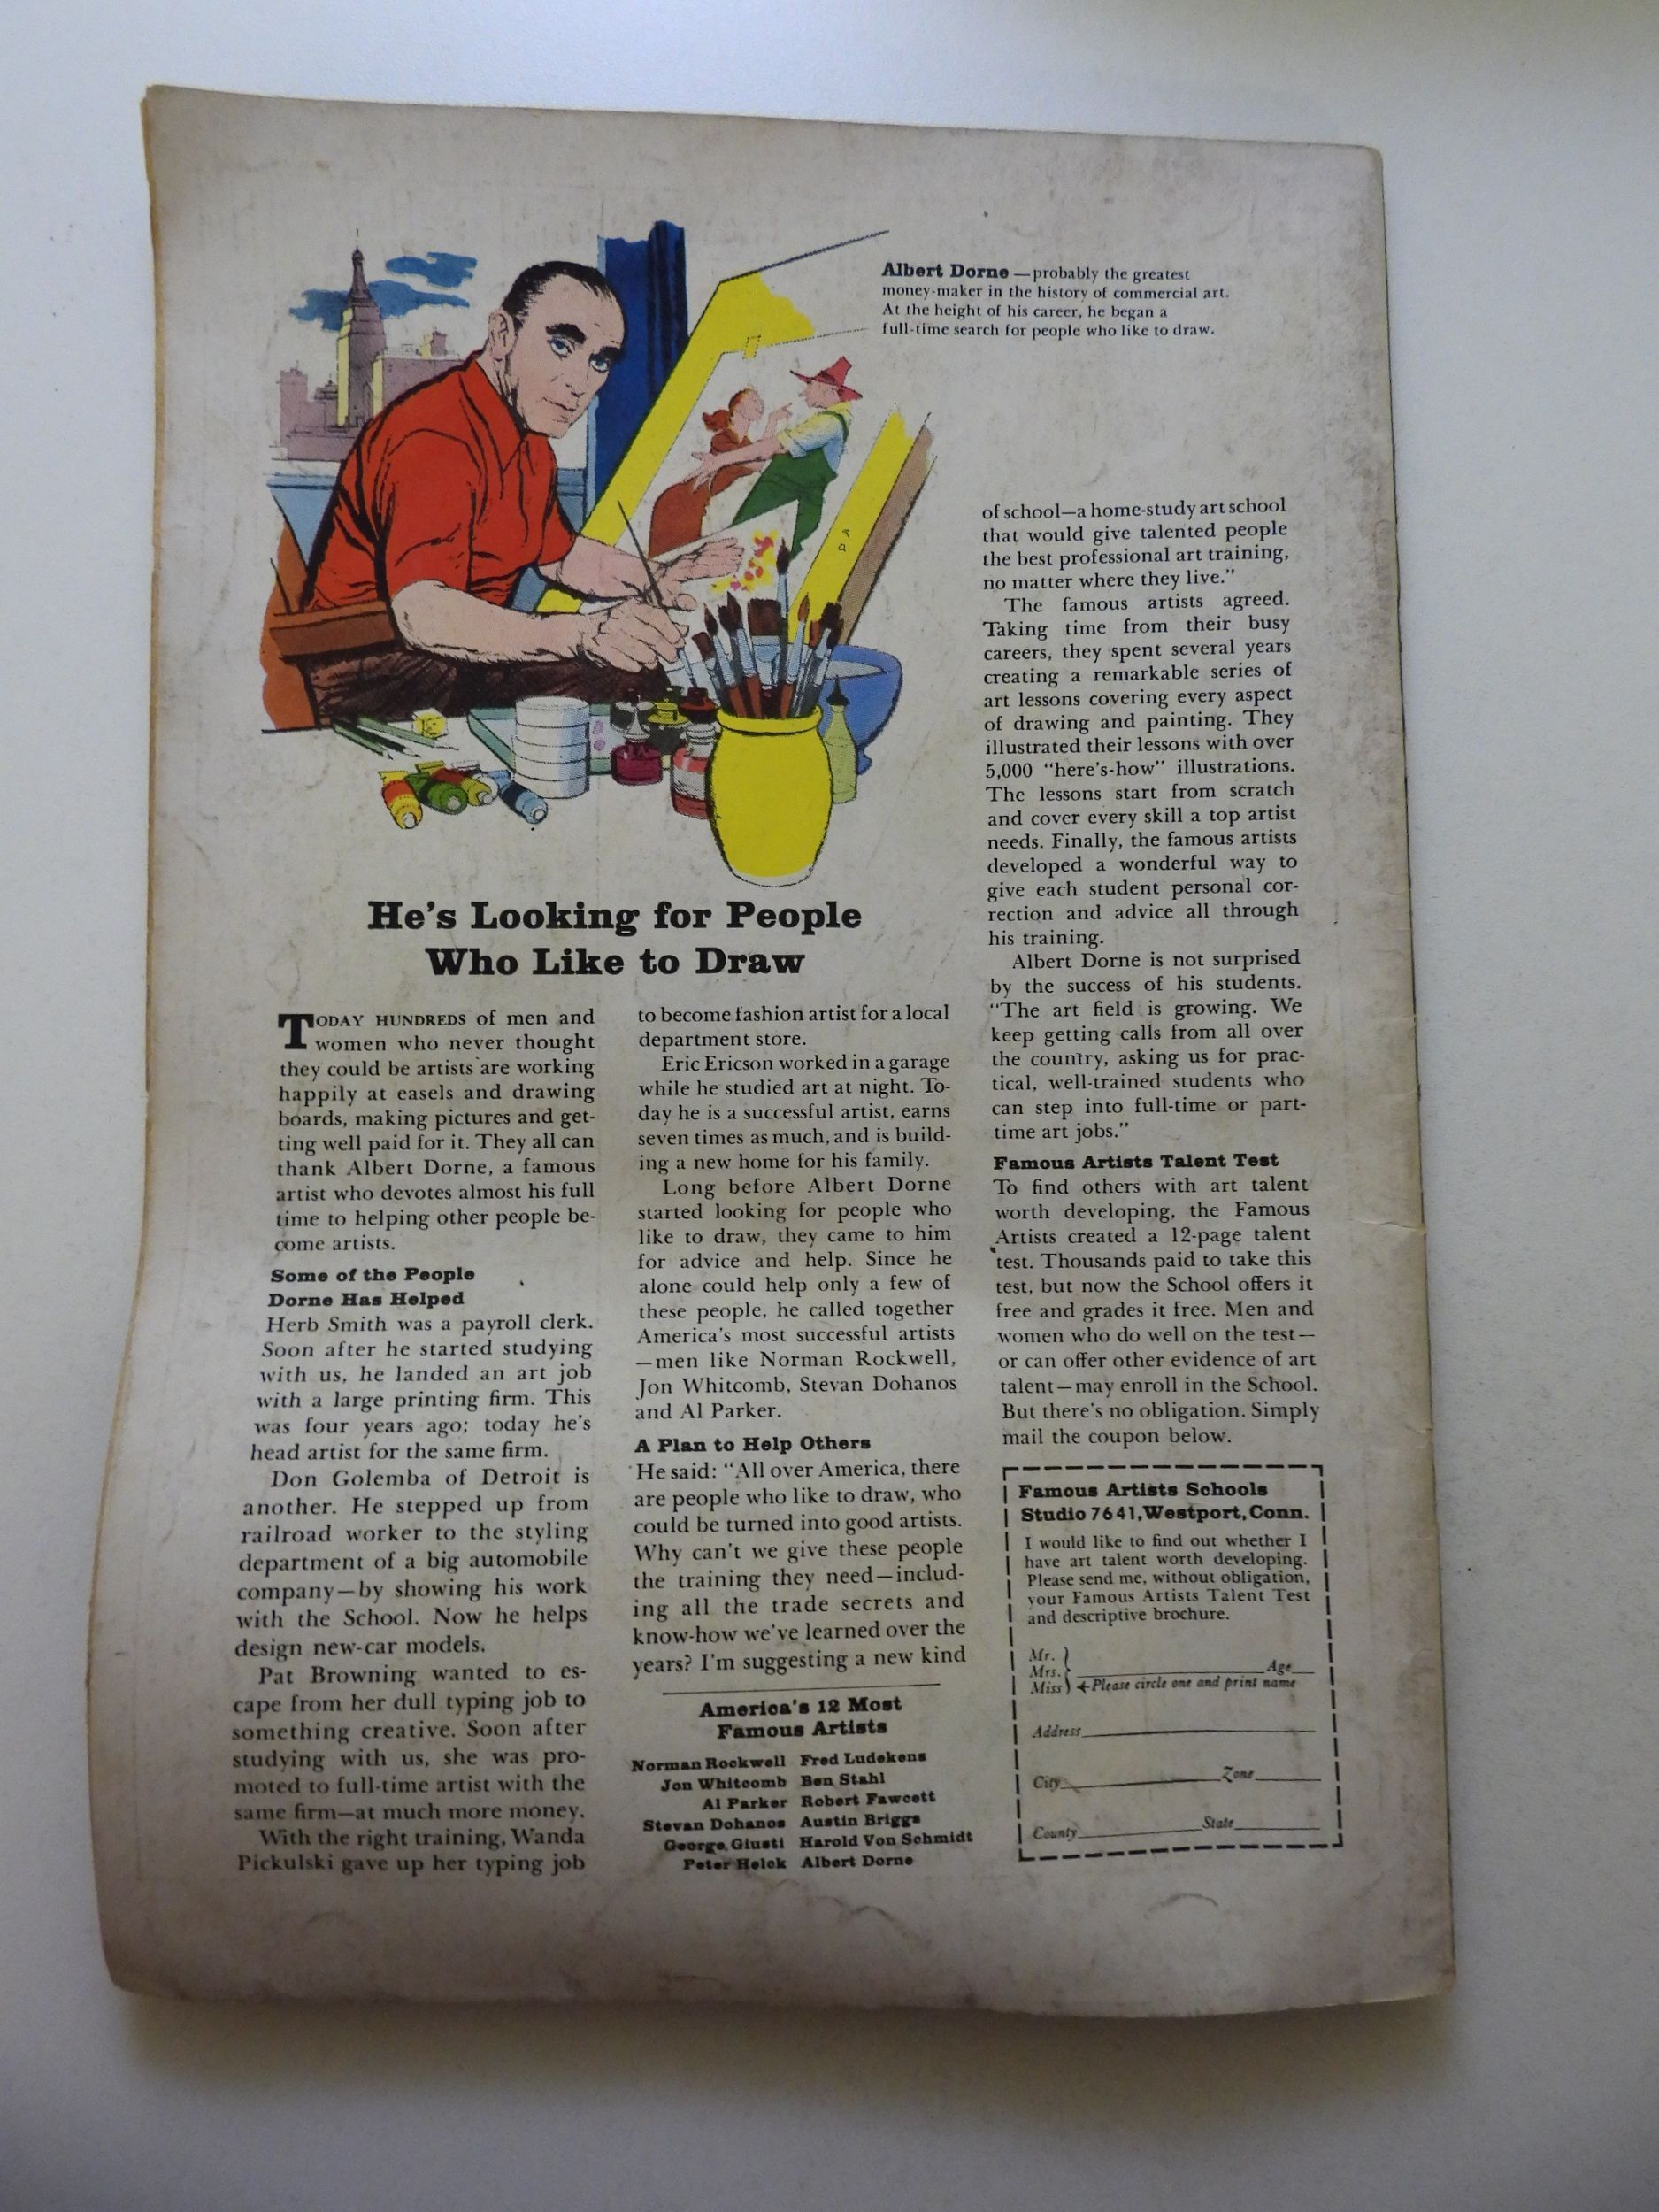 Albert Dorne—probably the greatest
money-maker in the history of commercial art.
At the height of his career, he began a
full-time search for people who like to draw.
He's Looking for People
Who Like to Draw
TODAY HUNDREDS of men and
women who never thought
they could be artists are working
happily at easels and drawing
boards, making pictures and get-
ting well paid for it. They all can
thank Albert Dorne, a famous
artist who devotes almost his full
time to helping other people be-
come artists.
Some of the People
Dorne Has Helped
Herb Smith was a payroll clerk.
Soon after he started studying
with us, he landed an art job
with a large printing firm. This
was four years ago; today he's
head artist for the same firm.
Don Golemba of Detroit is
another. He stepped up from
railroad worker to the styling
department of a big automobile
company—by showing his work
with the School. Now he helps
design new-car models.
Pat Browning wanted to es-
cape from her dull typing job to
something creative. Soon after
studying with us, she was pro-
moted to full-time artist with the
same firm—at much more money.
With the right training, Wanda
Pickulski gave up her typing job
to become fashion artist for a local
department store.
Eric Ericson worked in a garage
while he studied art at night. To-
day he is a successful artist, earns
seven times as much, and is build-
ing a new home for his family.
Long before Albert Dorne
started looking for people who
like to draw, they came to him
for advice and help. Since he
alone could help only a few of
these people, he called together
America's most successful artists
—men like Norman Rockwell,
Jon Whitcomb, Stevan Dohanos
and Al Parker.
A Plan to Help Others
He said: "All over America, there
are people who like to draw, who
could be turned into good artists.
Why can't we give these people
the training they need—includ-
ing all the trade secrets and
know-how we've learned over the
years? I'm suggesting a new kind
America's 12 Most
Famous Artists
Norman Rockwell Fred Ludekens
Jon Whitcomb Ben Stahl
Al Parker Robert Fawcett
Stevan Dohanos Austin Briggs
George Giusti Harold Von Schmidt
Peter Helck Albert Dorne
of school—a home-study art school
that would give talented people
the best professional art training,
no matter where they live."
The famous artists agreed.
Taking time from their busy
careers, they spent several years
creating a remarkable series of
art lessons covering every aspect
of drawing and painting. They
illustrated their lessons with over
5,000 "here's-how" illustrations.
The lessons start from scratch
and cover every skill a top artist
needs. Finally, the famous artists
developed a wonderful way to
give each student personal cor-
rection and advice all through
his training.
Albert Dorne is not surprised
by the success of his students.
"The art field is growing. We
keep getting calls from all over
the country, asking us for prac-
tical, well-trained students who
can step into full-time or part-
time art jobs."
Famous Artists Talent Test
To find others with art talent
worth developing, the Famous
Artists created a 12-page talent
test. Thousands paid to take this
test, but now the School offers it
free and grades it free. Men and
women who do well on the test—
or can offer other evidence of art
talent—may enroll in the School.
But there's no obligation. Simply
mail the coupon below.
Famous Artists Schools
Studio 7641, Westport, Conn.
I would like to find out whether I
have art talent worth developing.
Please send me, without obligation,
your Famous Artists Talent Test
and descriptive brochure.
Mr.
Mrs. Age
Miss Please circle one and print name
Address
City Zone
County State